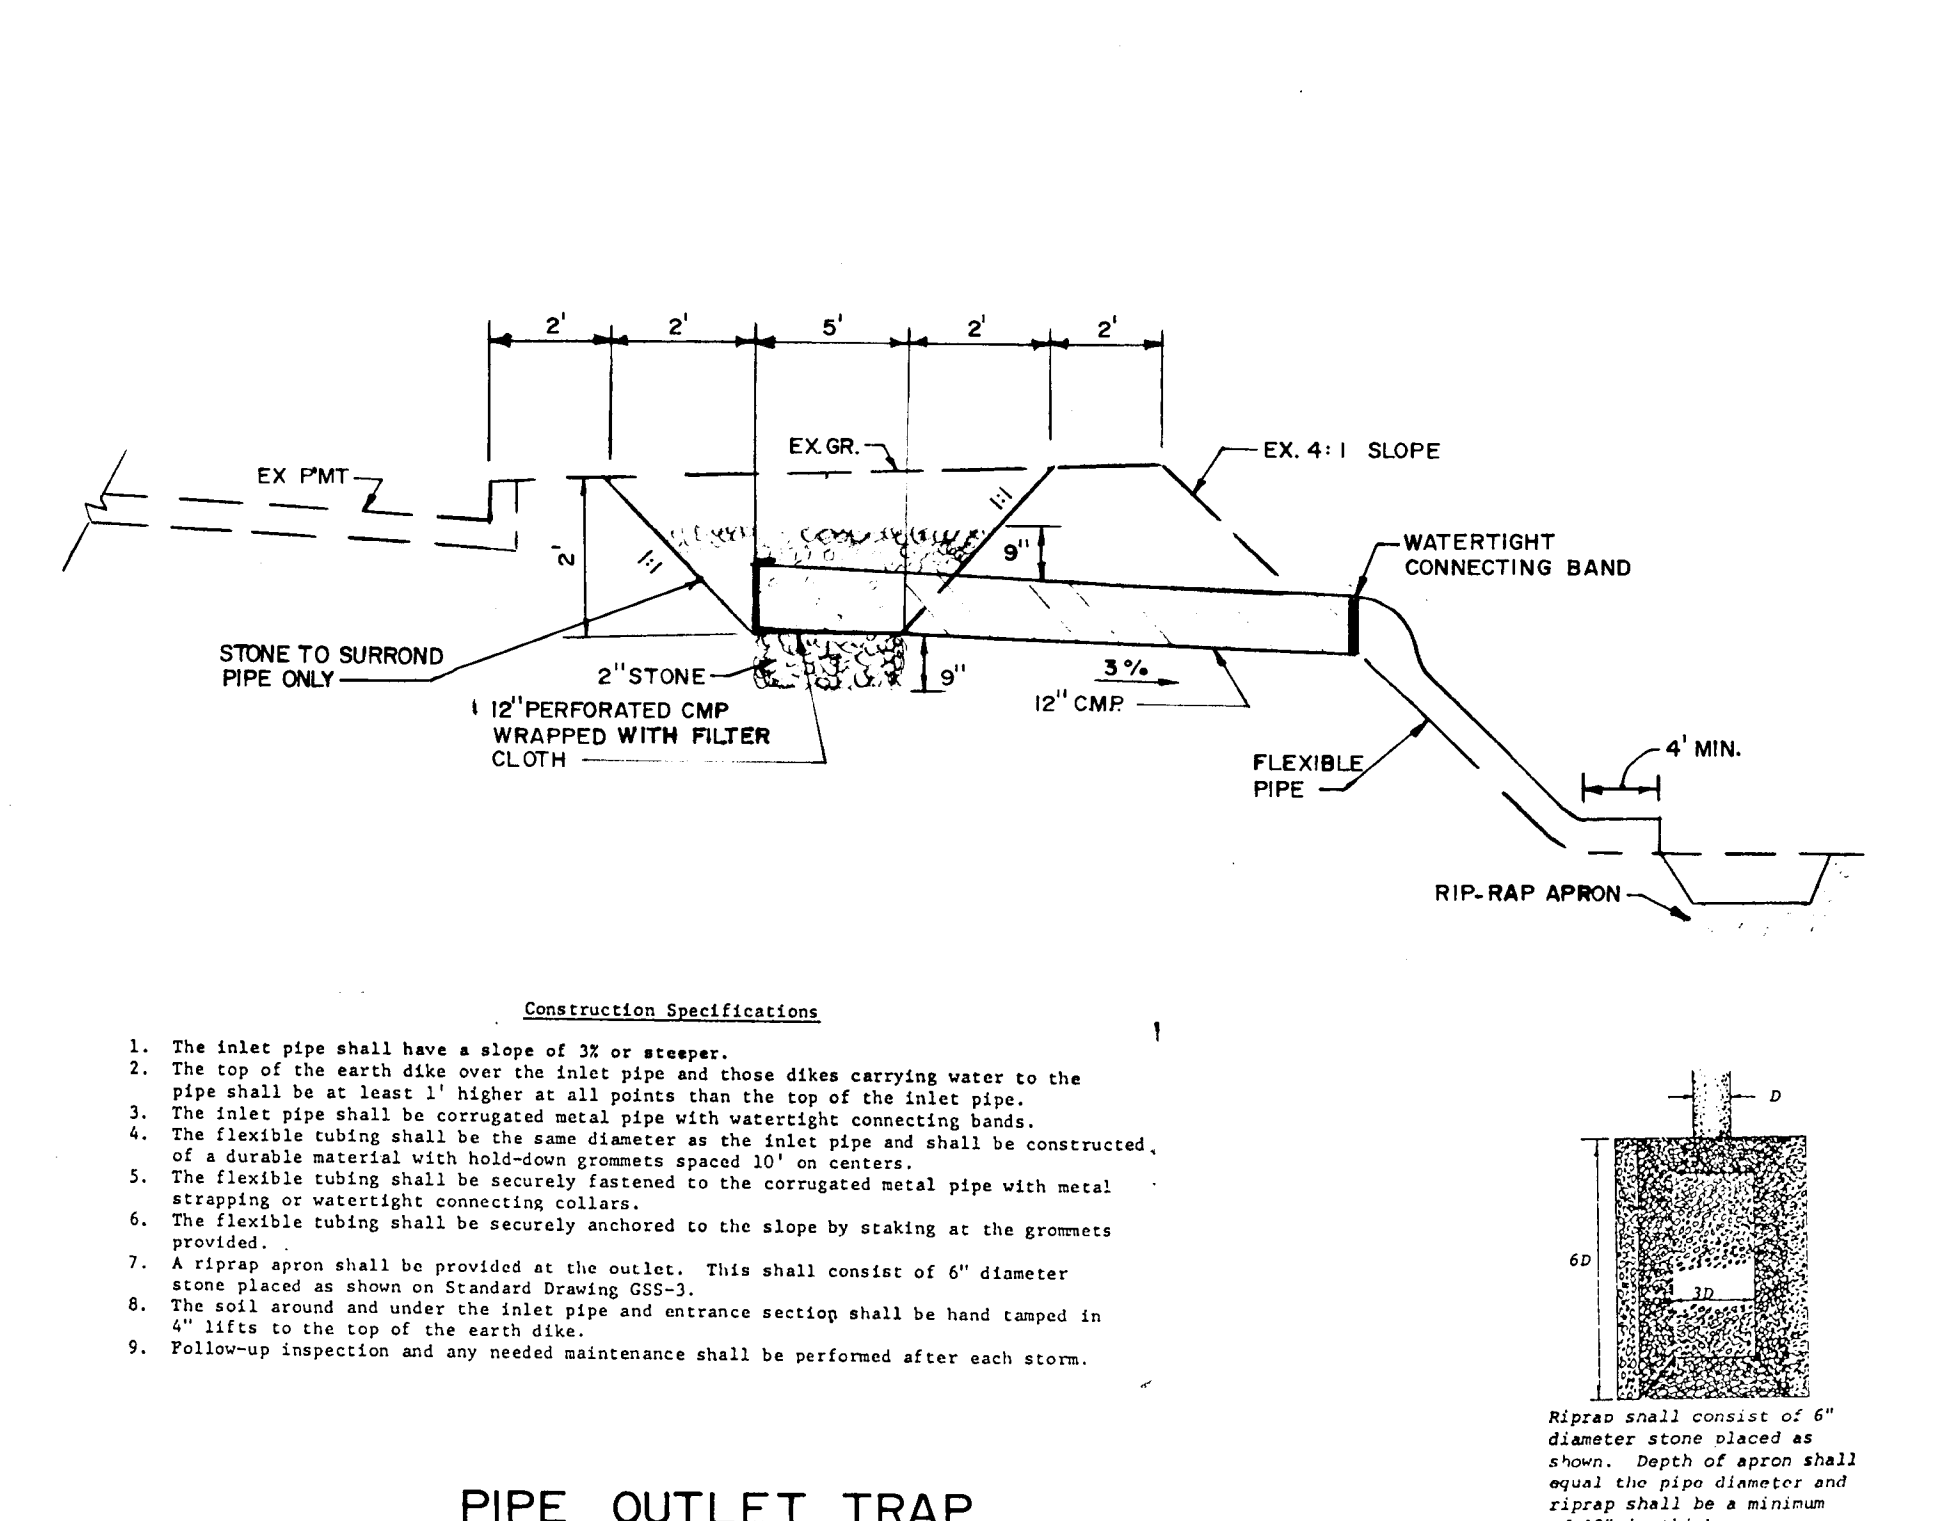 2' 2' 5' 2' 2'
EX. GR.
EX. 4:1 SLOPE
EX P'MT
1:1
1:1
2'
9"
WATERTIGHT
CONNECTING BAND
STONE TO SURROND
PIPE ONLY
2" STONE
9"
3%
12" CMP.
12" PERFORATED CMP
WRAPPED WITH FILTER
CLOTH
FLEXIBLE
PIPE
4' MIN.
RIP-RAP APRON
Construction Specifications
1. The inlet pipe shall have a slope of 3% or steeper.
2. The top of the earth dike over the inlet pipe and those dikes carrying water to the
pipe shall be at least 1' higher at all points than the top of the inlet pipe.
3. The inlet pipe shall be corrugated metal pipe with watertight connecting bands.
4. The flexible tubing shall be the same diameter as the inlet pipe and shall be constructed
of a durable material with hold-down grommets spaced 10' on centers.
5. The flexible tubing shall be securely fastened to the corrugated metal pipe with metal
strapping or watertight connecting collars.
6. The flexible tubing shall be securely anchored to the slope by staking at the grommets
provided.
7. A riprap apron shall be provided at the outlet. This shall consist of 6" diameter
stone placed as shown on Standard Drawing GSS-3.
8. The soil around and under the inlet pipe and entrance section shall be hand tamped in
4" lifts to the top of the earth dike.
9. Follow-up inspection and any needed maintenance shall be performed after each storm.
D
6D
3D
Riprap shall consist of 6"
diameter stone placed as
shown. Depth of apron shall
equal the pipe diameter and
riprap shall be a minimum
PIPE OUTLET TRAP